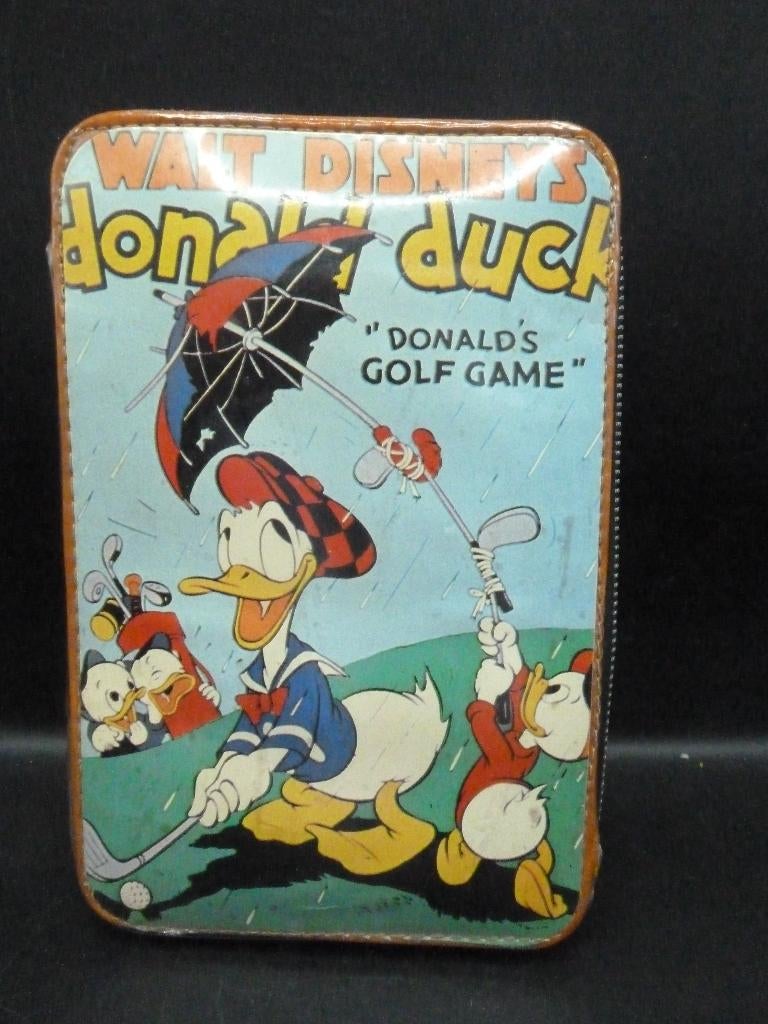 WALT DISNEY'S
donald duck
"DONALD'S
GOLF GAME"